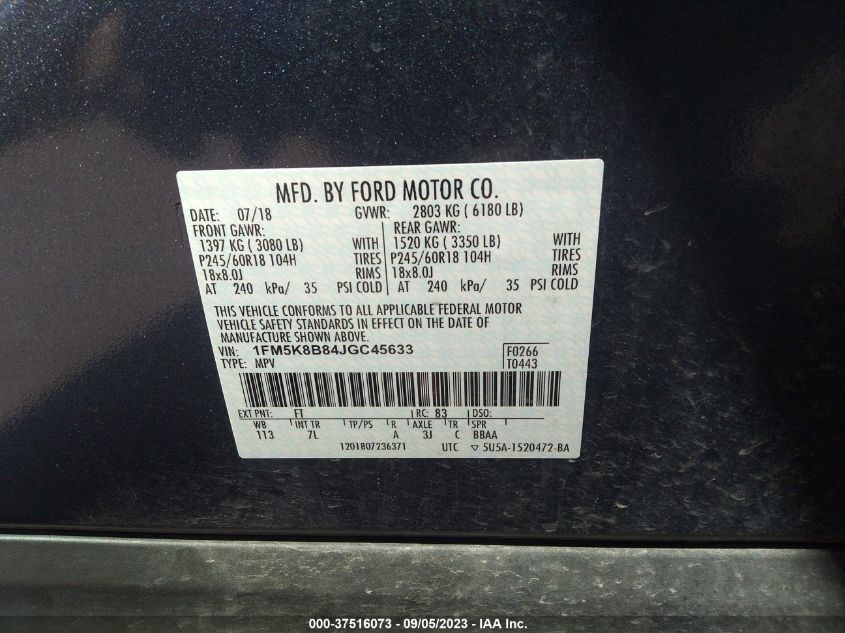 MFD. BY FORD MOTOR CO.
DATE: 07/18 GVWR: 2803 KG ( 6180 LB)
FRONT GAWR: REAR GAWR:
1397 KG ( 3080 LB) WITH 1520 KG ( 3350 LB) WITH
P245/60R18 104H TIRES P245/60R18 104H TIRES
18x8.0J RIMS 18x8.0J RIMS
AT 240 kPa/ 35 PSI COLD AT 240 kPa/ 35 PSI COLD
THIS VEHICLE CONFORMS TO ALL APPLICABLE FEDERAL MOTOR
VEHICLE SAFETY STANDARDS IN EFFECT ON THE DATE OF
MANUFACTURE SHOWN ABOVE.
VIN: 1FM5K8B84JGC45633 F0266
TYPE: MPV T0443
EXT PNT: FT RC: 83 DSO:
WB INT TR TP/PS R AXLE TR SPR
113 7L A 3J C BBAA
1201807236371 UTC ▽ 5U5A-1520472-BA
000-37516073 - 09/05/2023 - IAA Inc.